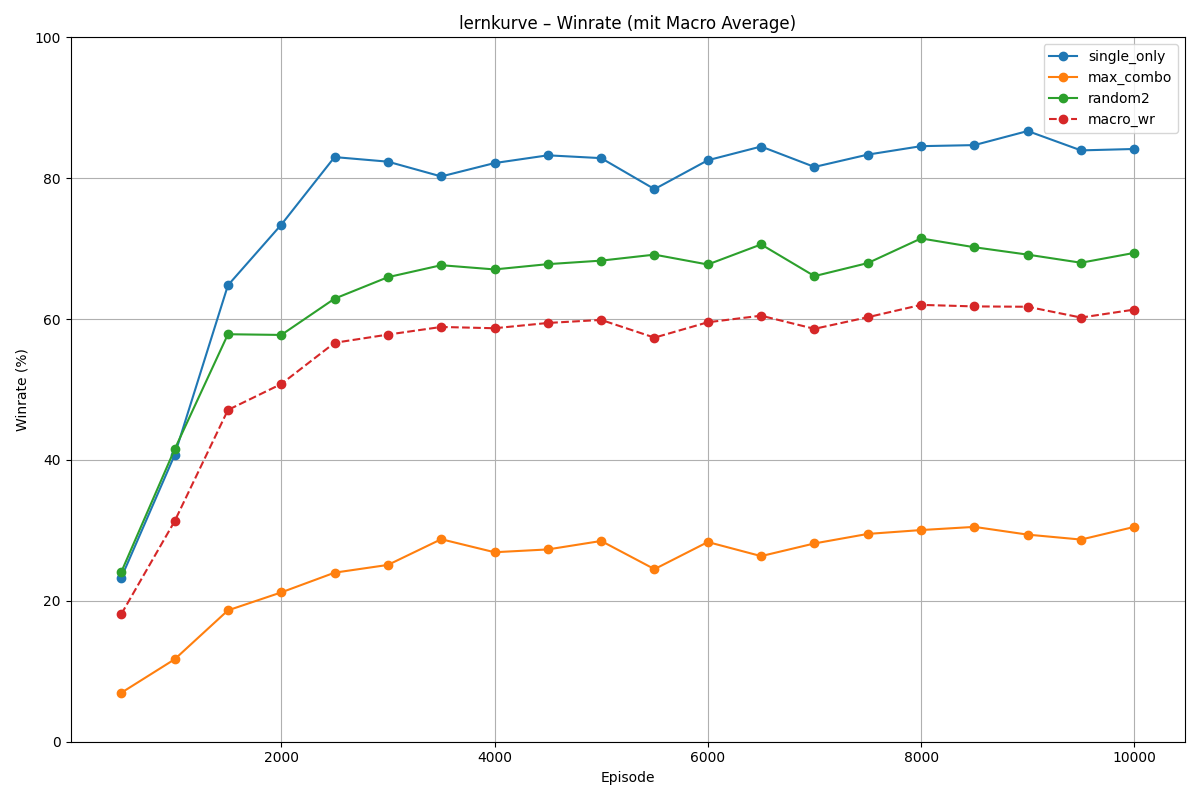 lernkurve – Winrate (mit Macro Average)
100
80
60
40
20
0
Winrate (%)
single_only
max_combo
random2
macro_wr
2000
4000
6000
8000
10000
Episode